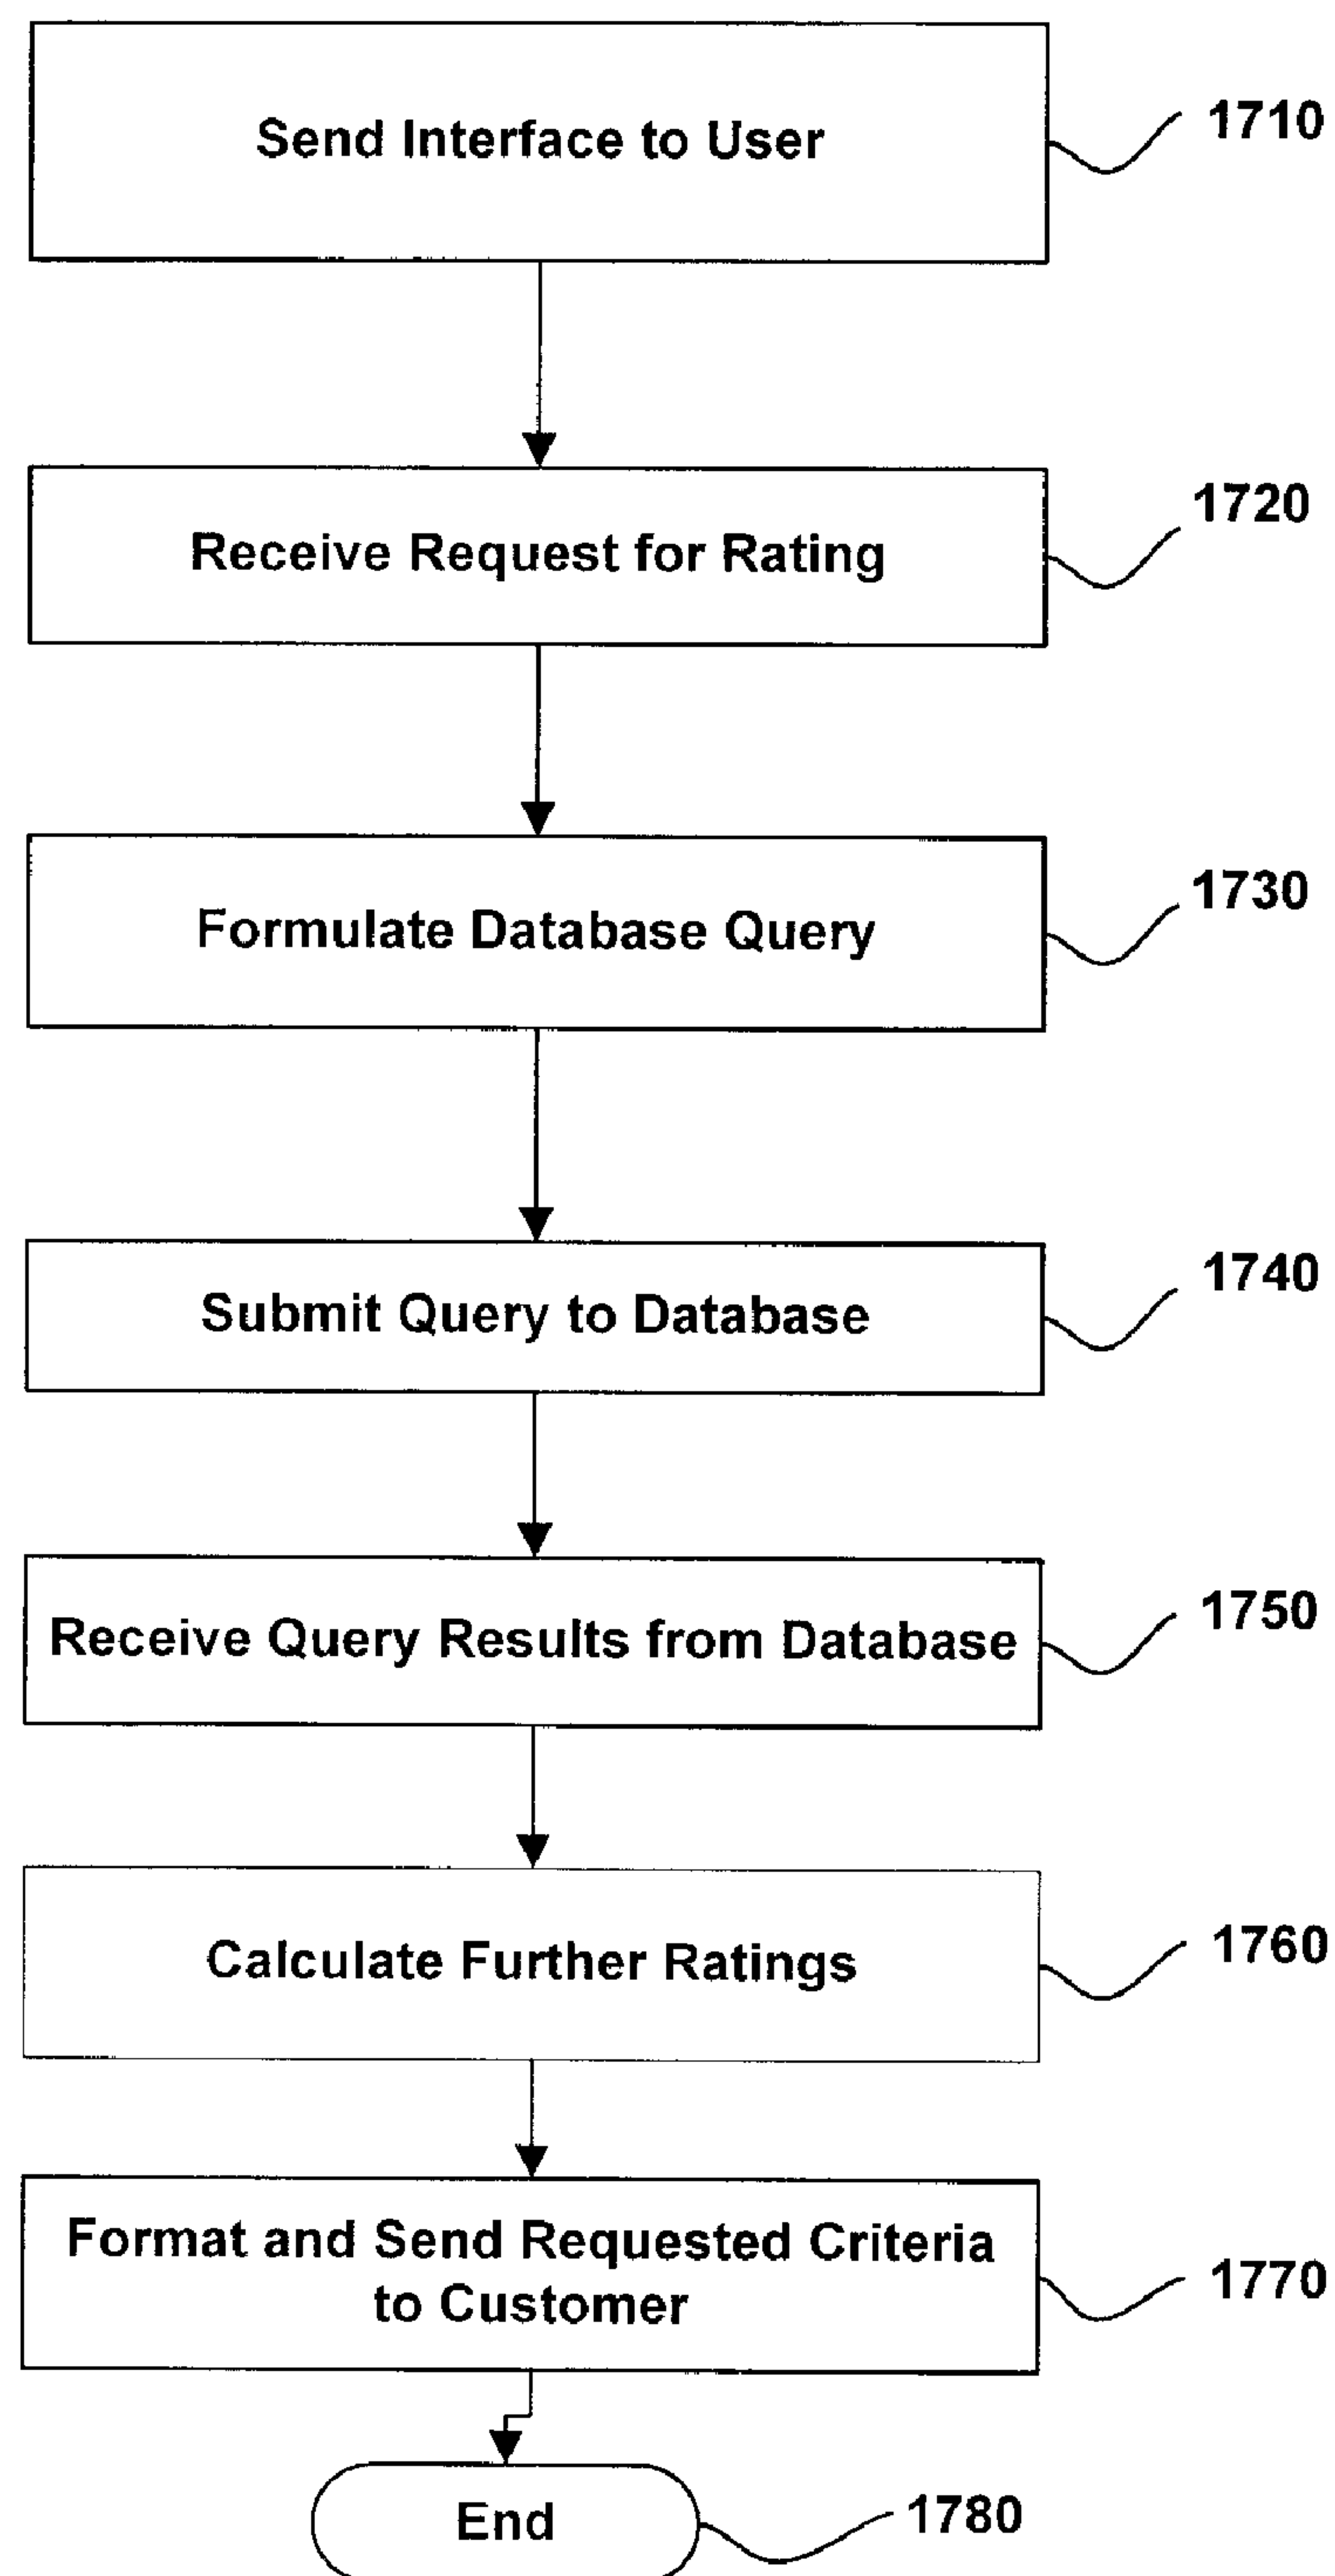 Send Interface to User
1710
Receive Request for Rating
1720
Formulate Database Query
1730
Submit Query to Database
1740
Receive Query Results from Database
1750
Calculate Further Ratings
1760
Format and Send Requested Criteria
to Customer
1770
End
1780